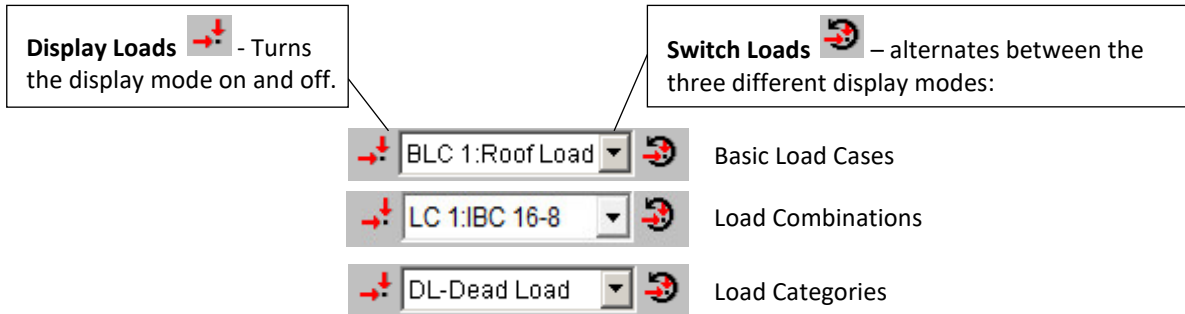 Display Loads - Turns
the display mode on and off.
Switch Loads – alternates between the
three different display modes:
BLC 1:Roof Load
Basic Load Cases
LC 1:IBC 16-8
Load Combinations
DL-Dead Load
Load Categories